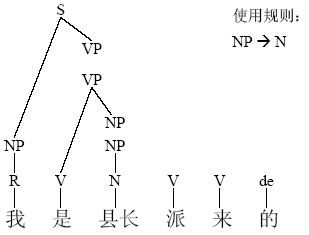 S
使用规则：
VP
NP → N
VP
NP
NP NP
R V N V V de
我 是 县长 派 来 的